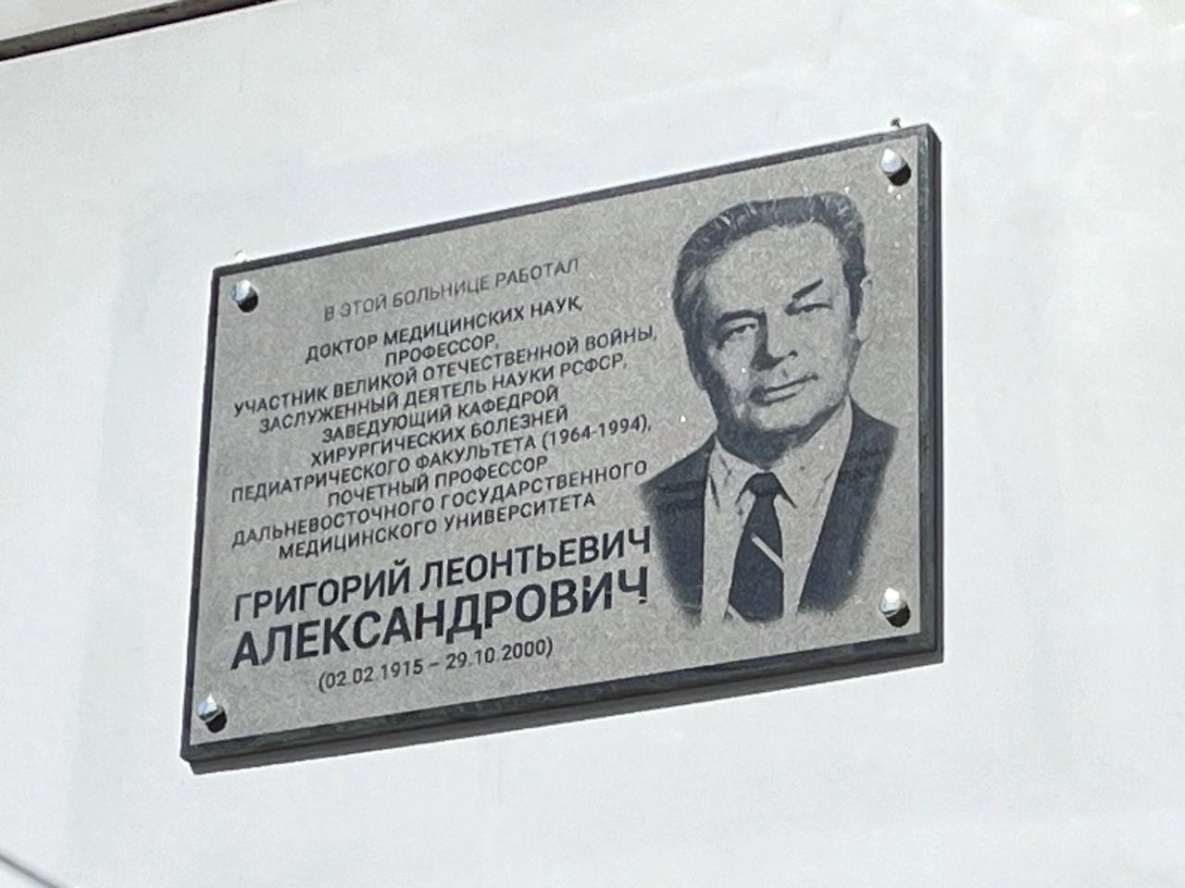 В ЭТОЙ БОЛЬНИЦЕ РАБОТАЛ
ДОКТОР МЕДИЦИНСКИХ НАУК,
ПРОФЕССОР,
УЧАСТНИК ВЕЛИКОЙ ОТЕЧЕСТВЕННОЙ ВОЙНЫ,
ЗАСЛУЖЕННЫЙ ДЕЯТЕЛЬ НАУКИ РСФСР,
ЗАВЕДУЮЩИЙ КАФЕДРОЙ
ХИРУРГИЧЕСКИХ БОЛЕЗНЕЙ
ПЕДИАТРИЧЕСКОГО ФАКУЛЬТЕТА (1964-1994),
ПОЧЕТНЫЙ ПРОФЕССОР
ДАЛЬНЕВОСТОЧНОГО ГОСУДАРСТВЕННОГО
МЕДИЦИНСКОГО УНИВЕРСИТЕТА
ГРИГОРИЙ ЛЕОНТЬЕВИЧ
АЛЕКСАНДРОВИЧ
(02.02.1915 – 29.10.2000)